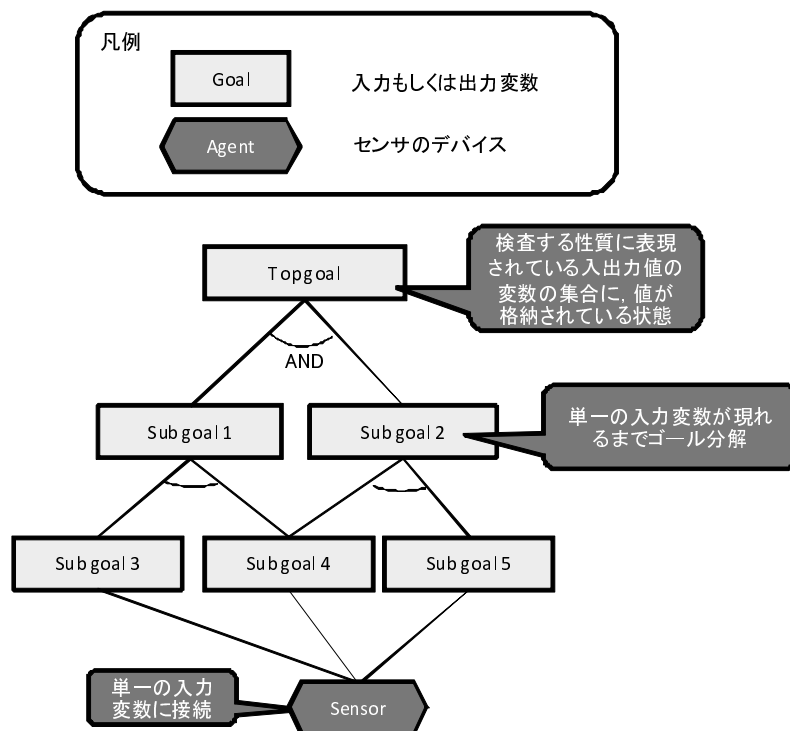 凡例
Goal
入力もしくは出力変数
Agent
センサのデバイス
Topgoal
検査する性質に表現
されている入出力値の
変数の集合に, 値が
格納されている状態
AND
Subgoal 1
Subgoal 2
単一の入力変数が現れ
るまでゴール分解
Subgoal 3
Subgoal 4
Subgoal 5
単一の入力
変数に接続
Sensor